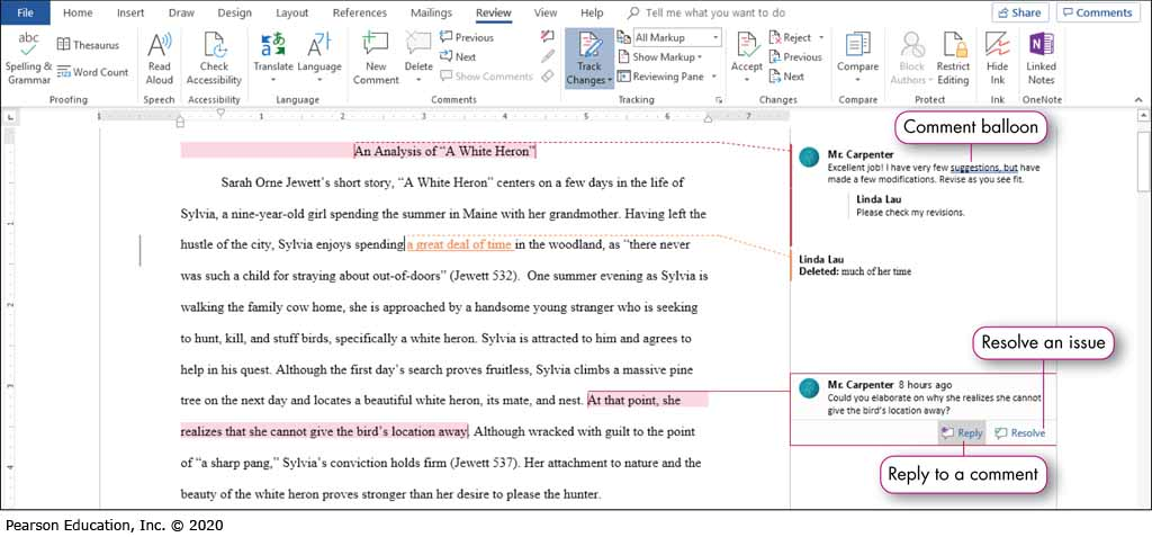 File Home Insert Draw Design Layout References Mailings Review View Help Tell me what you want to do Share Comments
abc
Spelling & Grammar
Thesaurus
Word Count
Proofing
Read Aloud
Speech
Check Accessibility
Accessibility
Translate
Language
Language
New Comment
Delete
Previous
Next
Show Comments
Comments
Track Changes
All Markup
Show Markup
Reviewing Pane
Tracking
Accept
Reject
Previous
Next
Changes
Compare
Compare
Block Authors
Restrict Editing
Protect
Hide Ink
Ink
Linked Notes
OneNote
1 1 2 3 4 5 6 7
An Analysis of “A White Heron”
Sarah Orne Jewett’s short story, “A White Heron” centers on a few days in the life of
Sylvia, a nine-year-old girl spending the summer in Maine with her grandmother. Having left the
hustle of the city, Sylvia enjoys spending a great deal of time in the woodland, as “there never
was such a child for straying about out-of-doors” (Jewett 532). One summer evening as Sylvia is
walking the family cow home, she is approached by a handsome young stranger who is seeking
to hunt, kill, and stuff birds, specifically a white heron. Sylvia is attracted to him and agrees to
help in his quest. Although the first day’s search proves fruitless, Sylvia climbs a massive pine
tree on the next day and locates a beautiful white heron, its mate, and nest. At that point, she
realizes that she cannot give the bird’s location away. Although wracked with guilt to the point
of “a sharp pang,” Sylvia’s conviction holds firm (Jewett 537). Her attachment to nature and the
beauty of the white heron proves stronger than her desire to please the hunter.
1
2
3
4
Comment balloon
Mr. Carpenter
Excellent job! I have very few suggestions, but have
made a few modifications. Revise as you see fit.
Linda Lau
Please check my revisions.
Linda Lau
Deleted: much of her time
Resolve an issue
Mr. Carpenter 8 hours ago
Could you elaborate on why she realizes she cannot
give the bird’s location away?
Reply Resolve
Reply to a comment
Pearson Education, Inc. © 2020